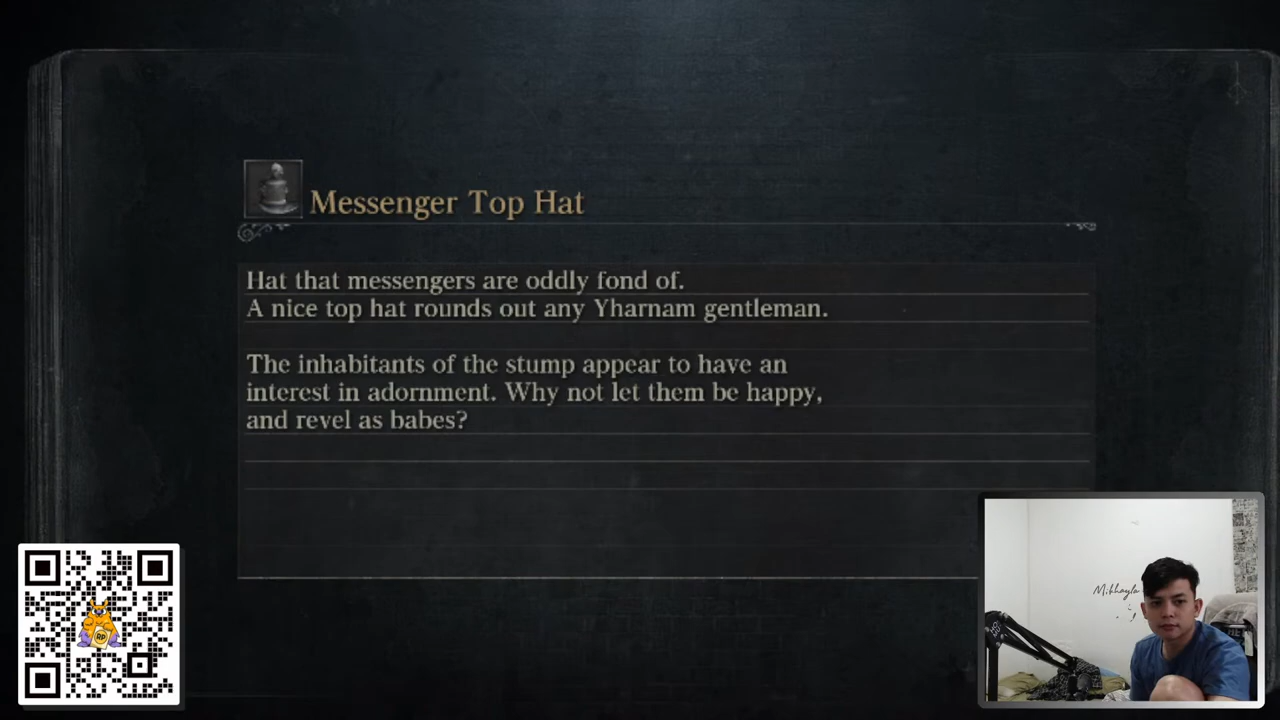 Messenger Top Hat
Hat that messengers are oddly fond of.
A nice top hat rounds out any Yharnam gentleman.
The inhabitants of the stump appear to have an
interest in adornment. Why not let them be happy,
and revel as babes?
RP